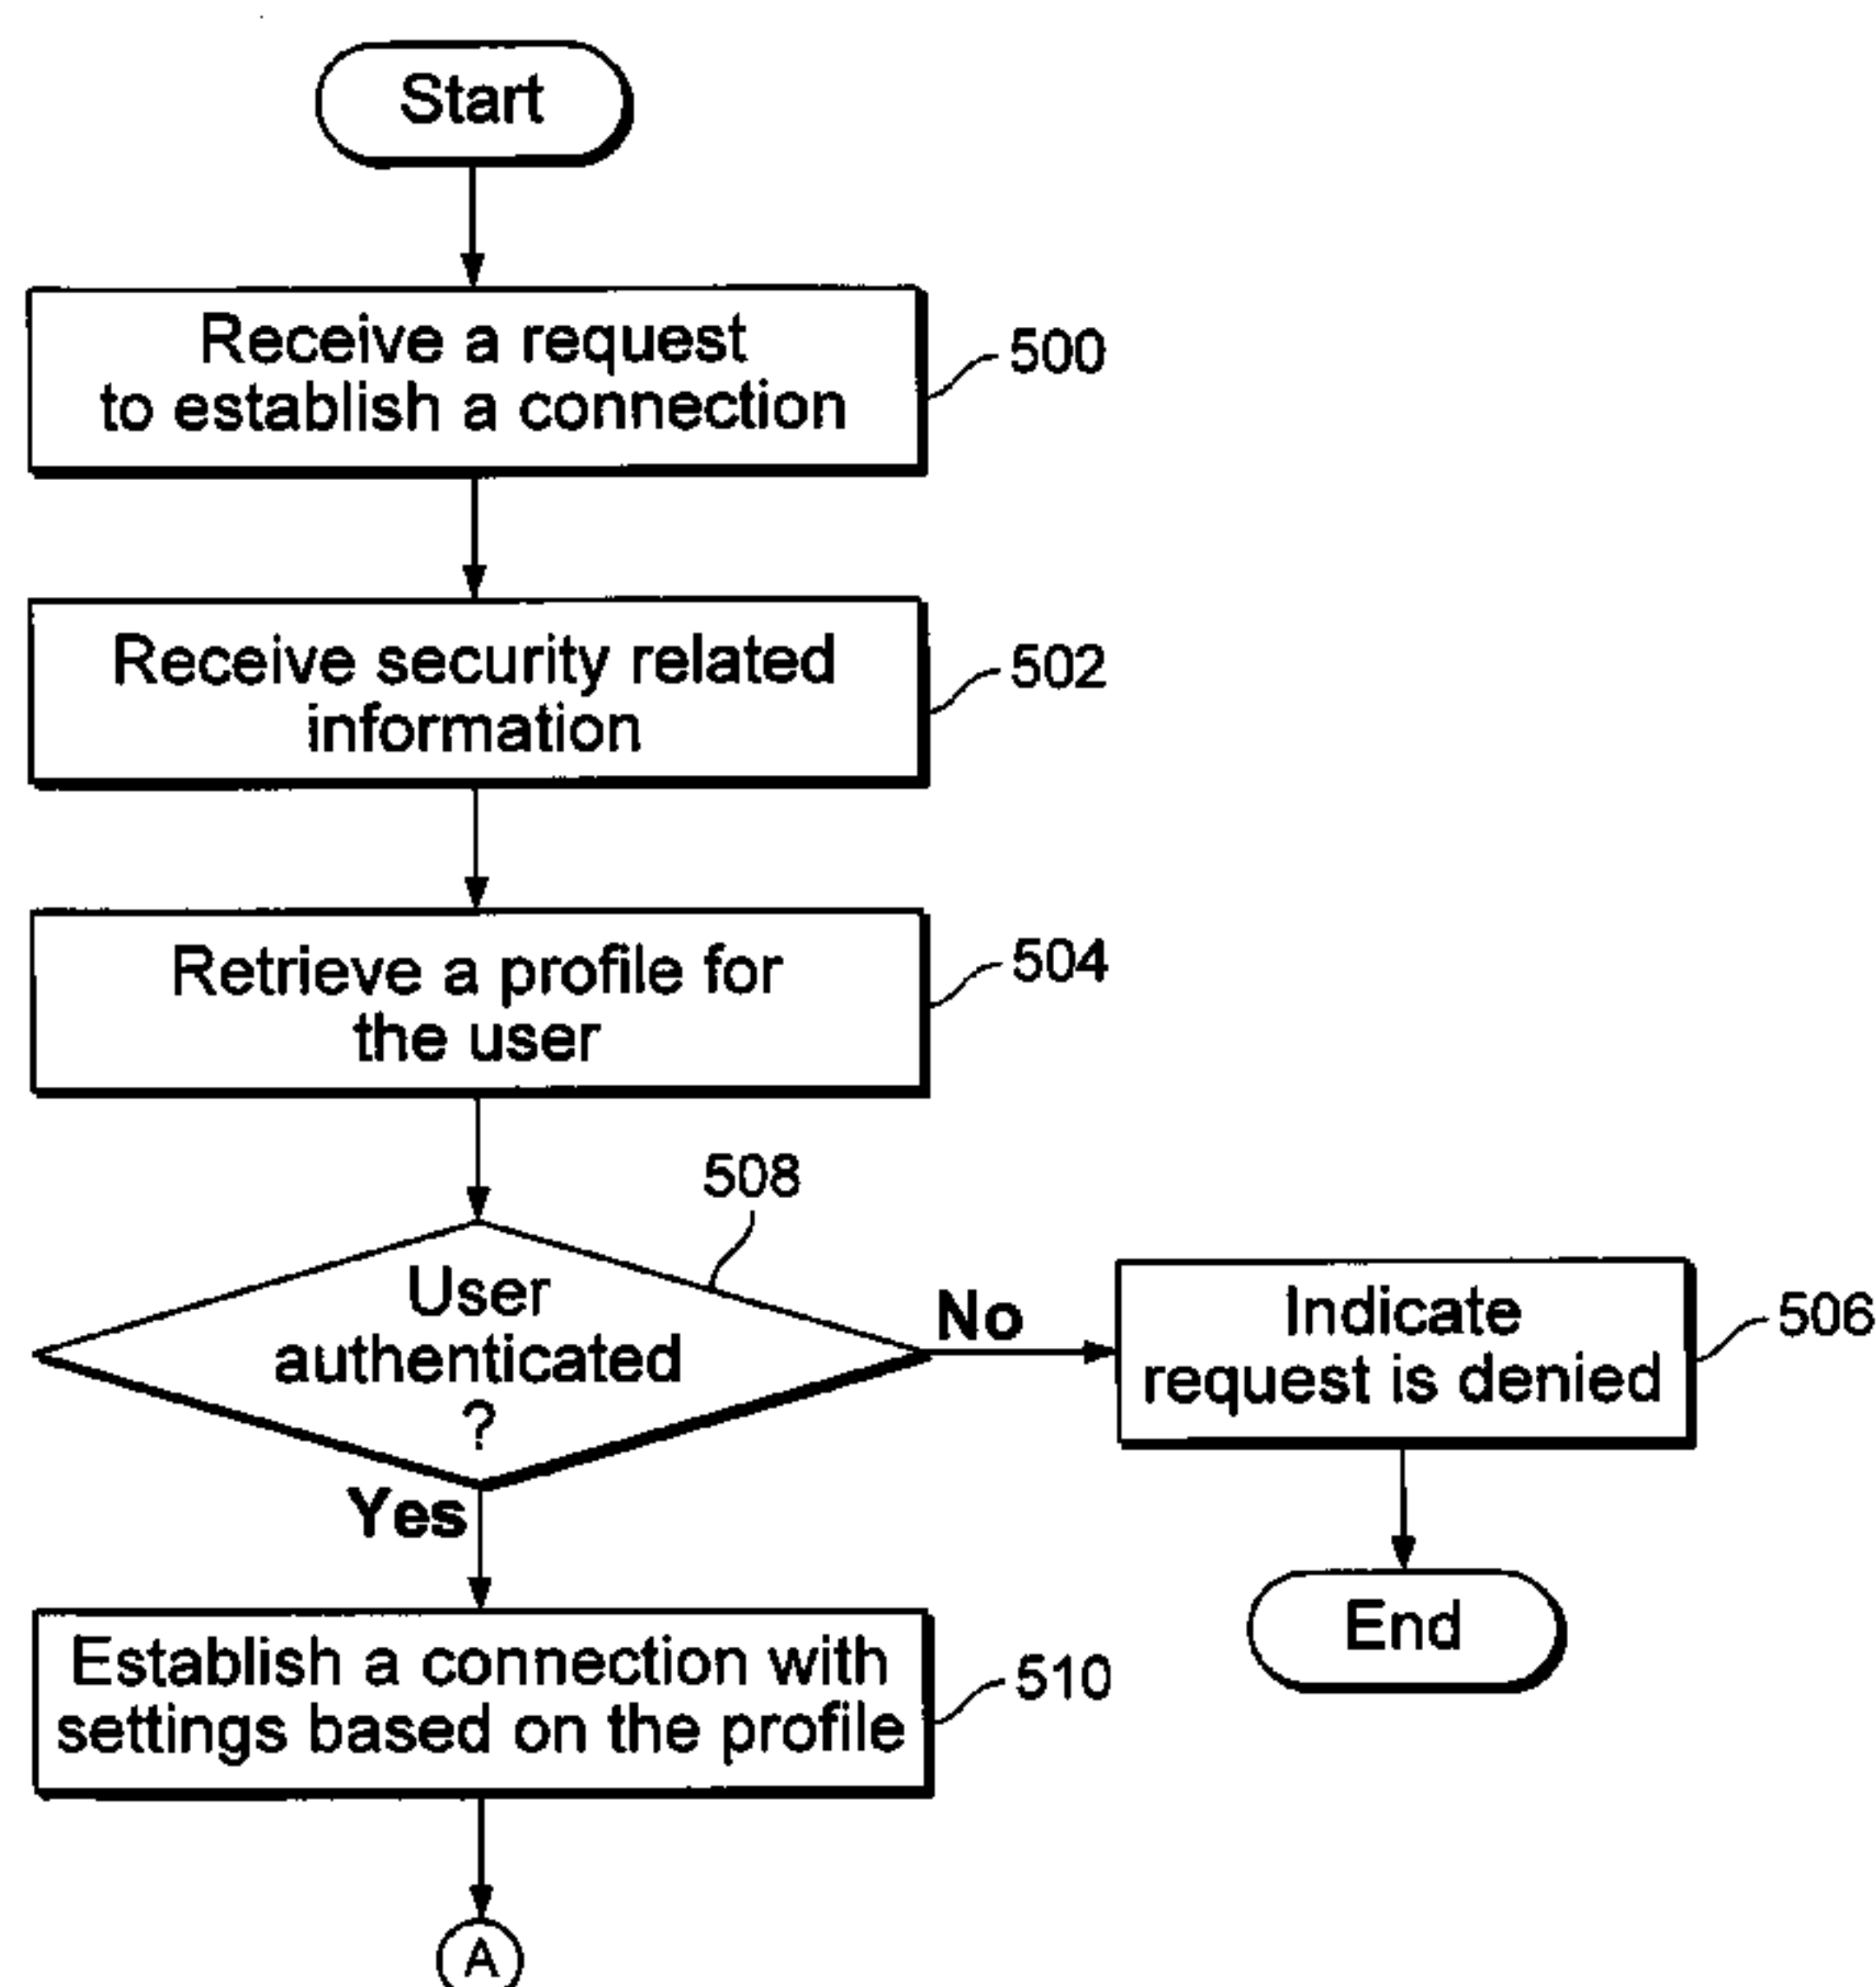 Start
Receive a request
to establish a connection
500
Receive security related
information
502
Retrieve a profile for
the user
504
508
User
authenticated
?
No
Indicate
request is denied
506
Yes
End
Establish a connection with
settings based on the profile
510
A